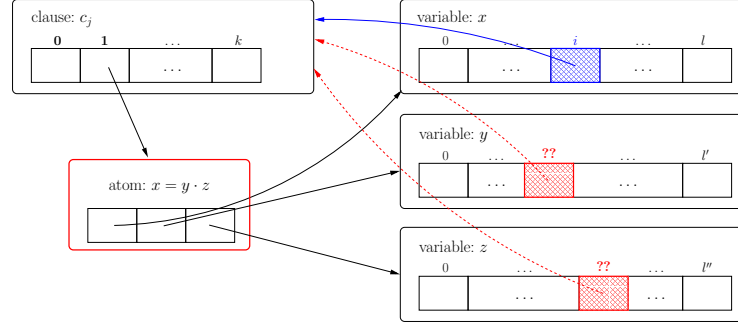 clause: c_j
0 1 … k
…
atom: x = y · z
variable: x
0 … i … l
… …
variable: y
0 … ?? … l′
… …
variable: z
0 … ?? … l″
… …